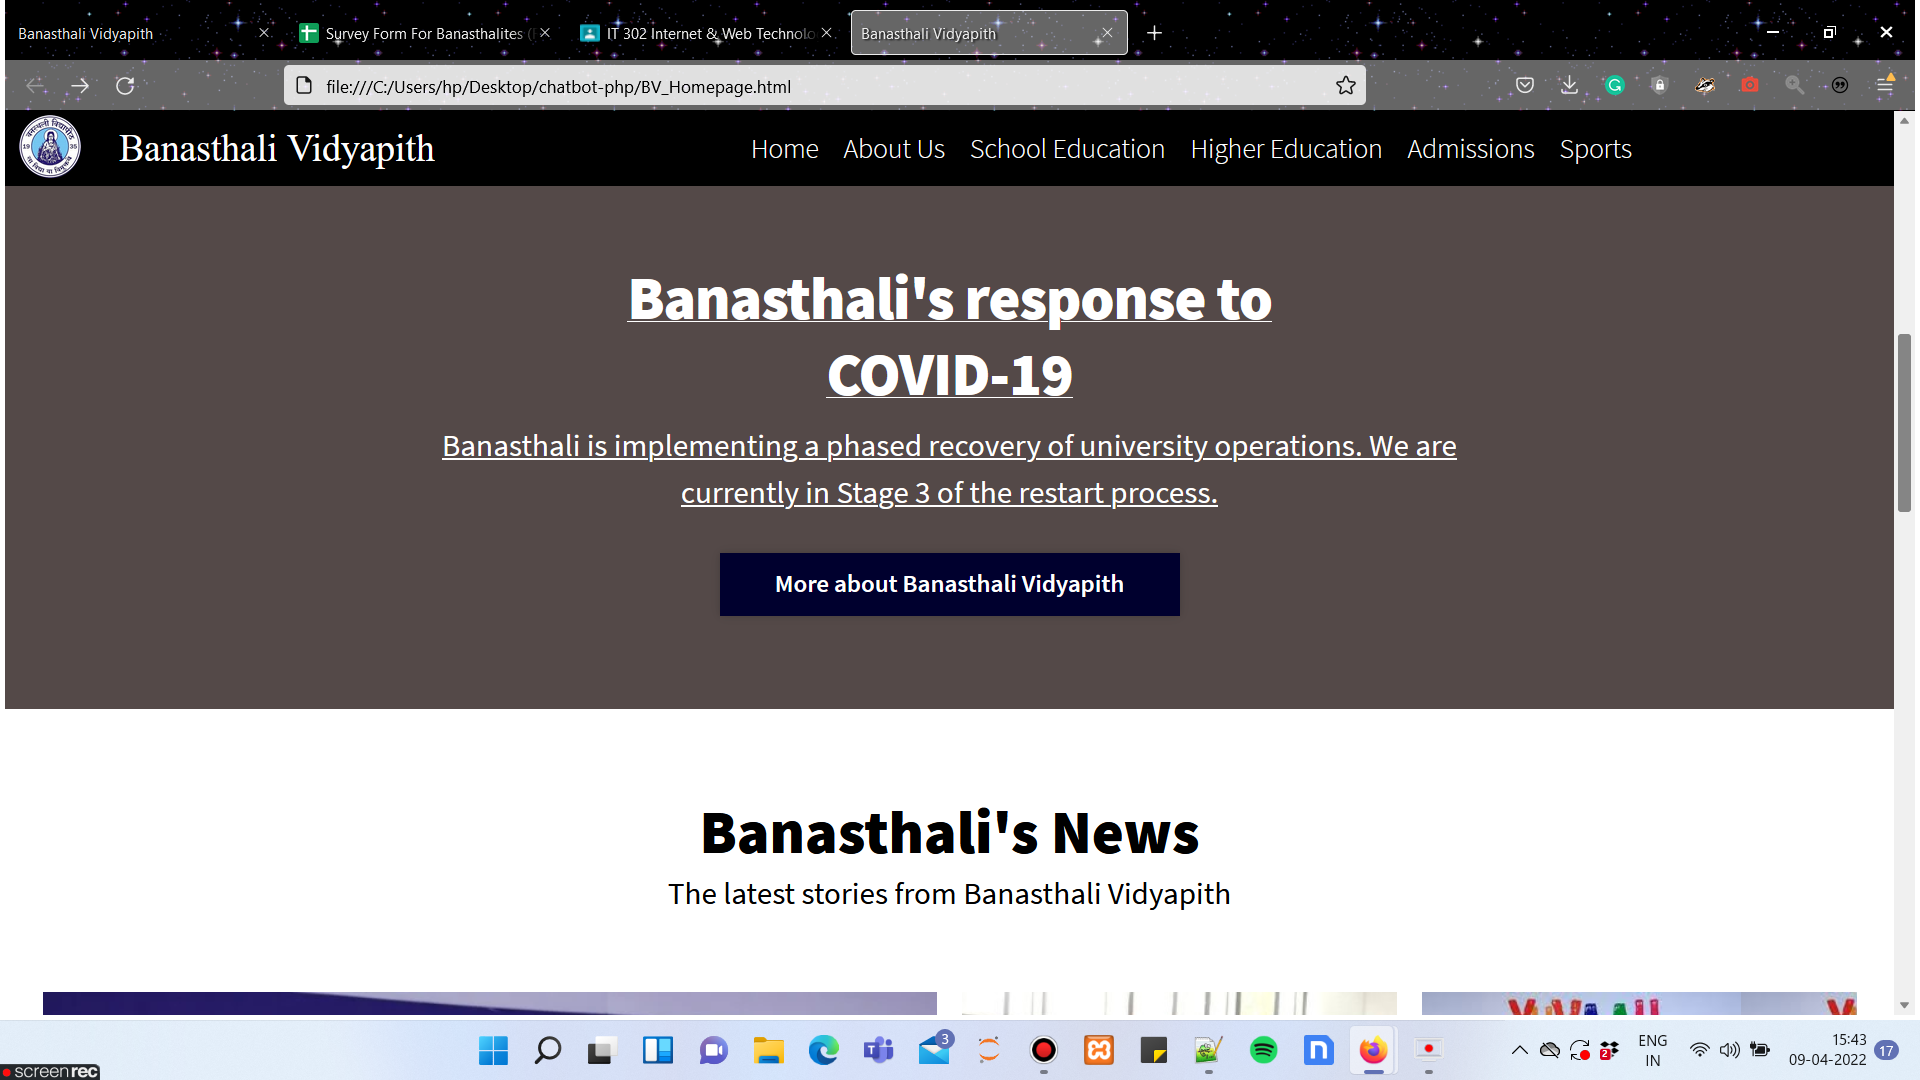 Banasthali Vidyapith
Survey Form For Banasthalites (
IT 302 Internet & Web Technolo
Banasthali Vidyapith
file:///C:/Users/hp/Desktop/chatbot-php/BV_Homepage.html
Banasthali Vidyapith
Home About Us School Education Higher Education Admissions Sports
Banasthali's response to
COVID-19
Banasthali is implementing a phased recovery of university operations. We are
currently in Stage 3 of the restart process.
More about Banasthali Vidyapith
Banasthali's News
The latest stories from Banasthali Vidyapith
3
2
ENG
IN
15:43
09-04-2022
17
screenrec